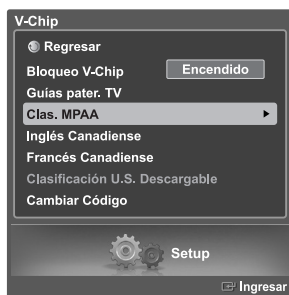 V-Chip
Regresar
Bloqueo V-Chip Encendido
Guías pater. TV
Clas. MPAA
Inglés Canadiense
Francés Canadiense
Clasificación U.S. Descargable
Cambiar Código
Setup
Ingresar